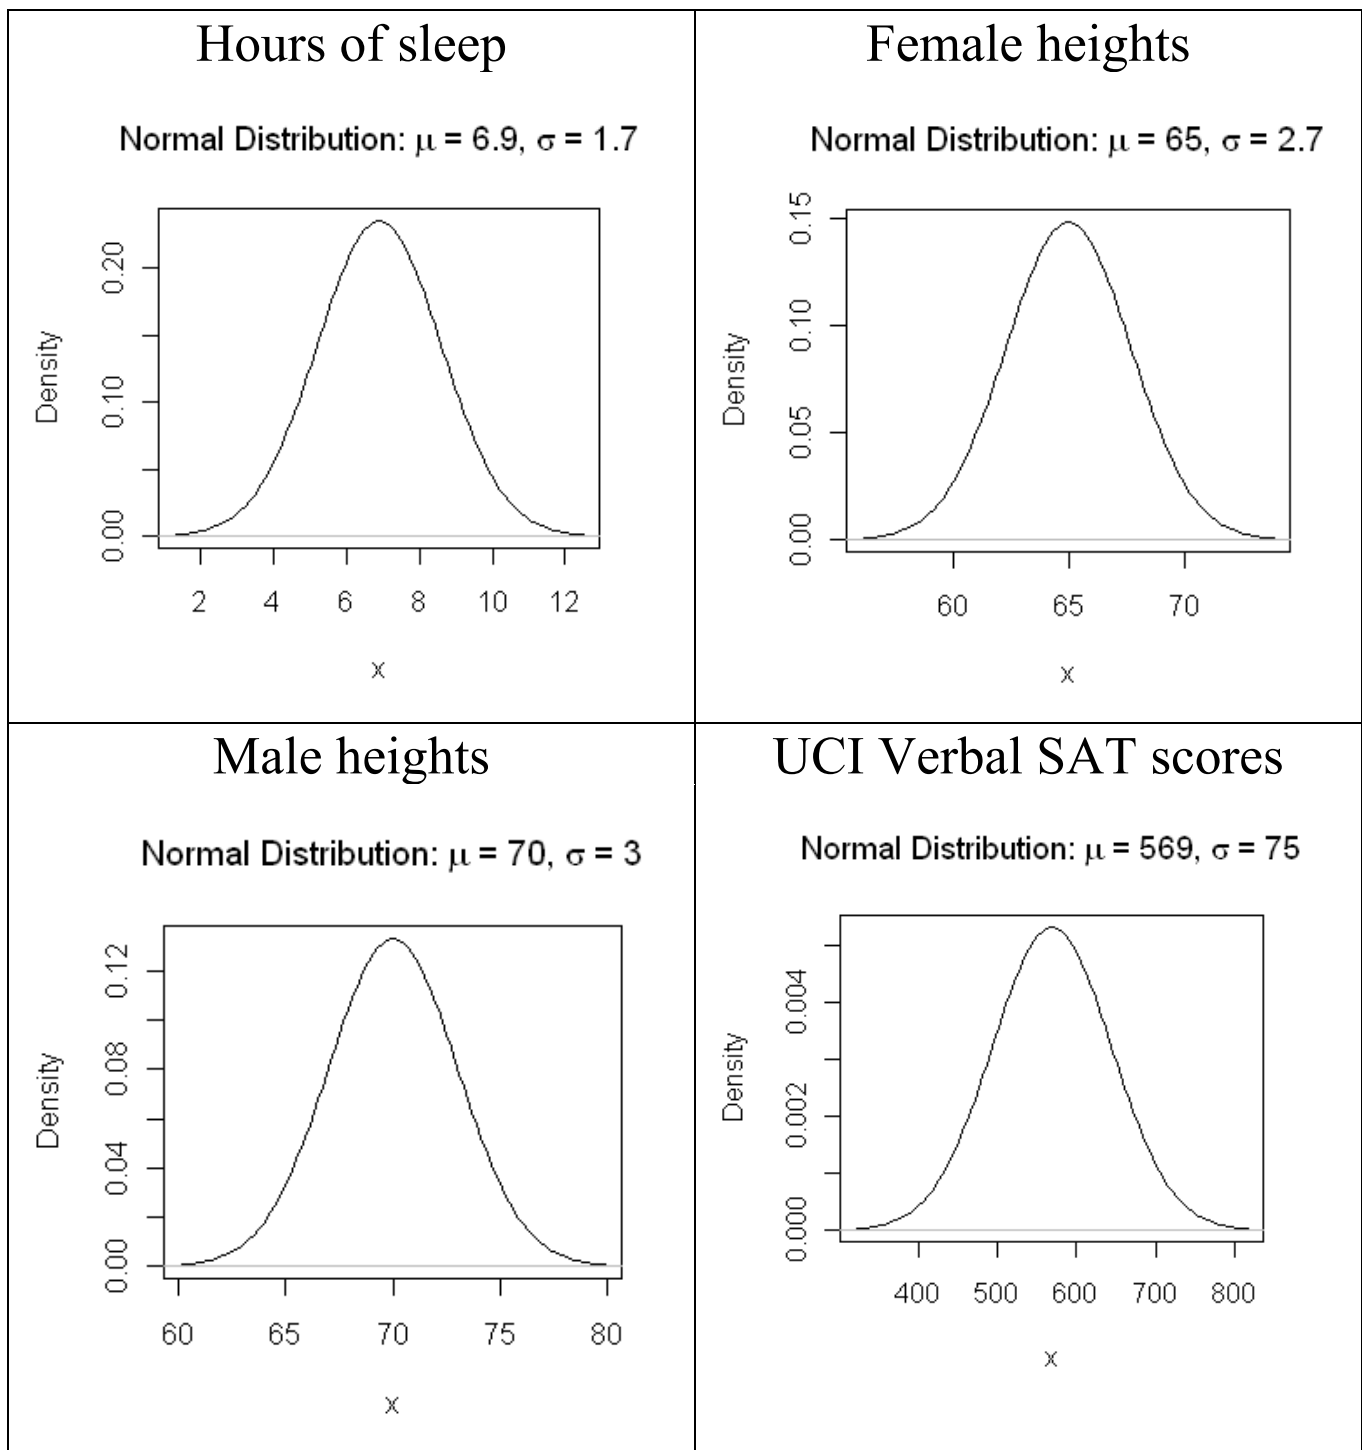 Hours of sleep
Normal Distribution: μ = 6.9, σ = 1.7
Density
0.20
0.10
0.00
2 4 6 8 10 12
x
Female heights
Normal Distribution: μ = 65, σ = 2.7
Density
0.15
0.10
0.05
0.00
60 65 70
x
Male heights
Normal Distribution: μ = 70, σ = 3
Density
0.12
0.08
0.04
0.00
60 65 70 75 80
x
UCI Verbal SAT scores
Normal Distribution: μ = 569, σ = 75
Density
0.004
0.002
0.000
400 500 600 700 800
x